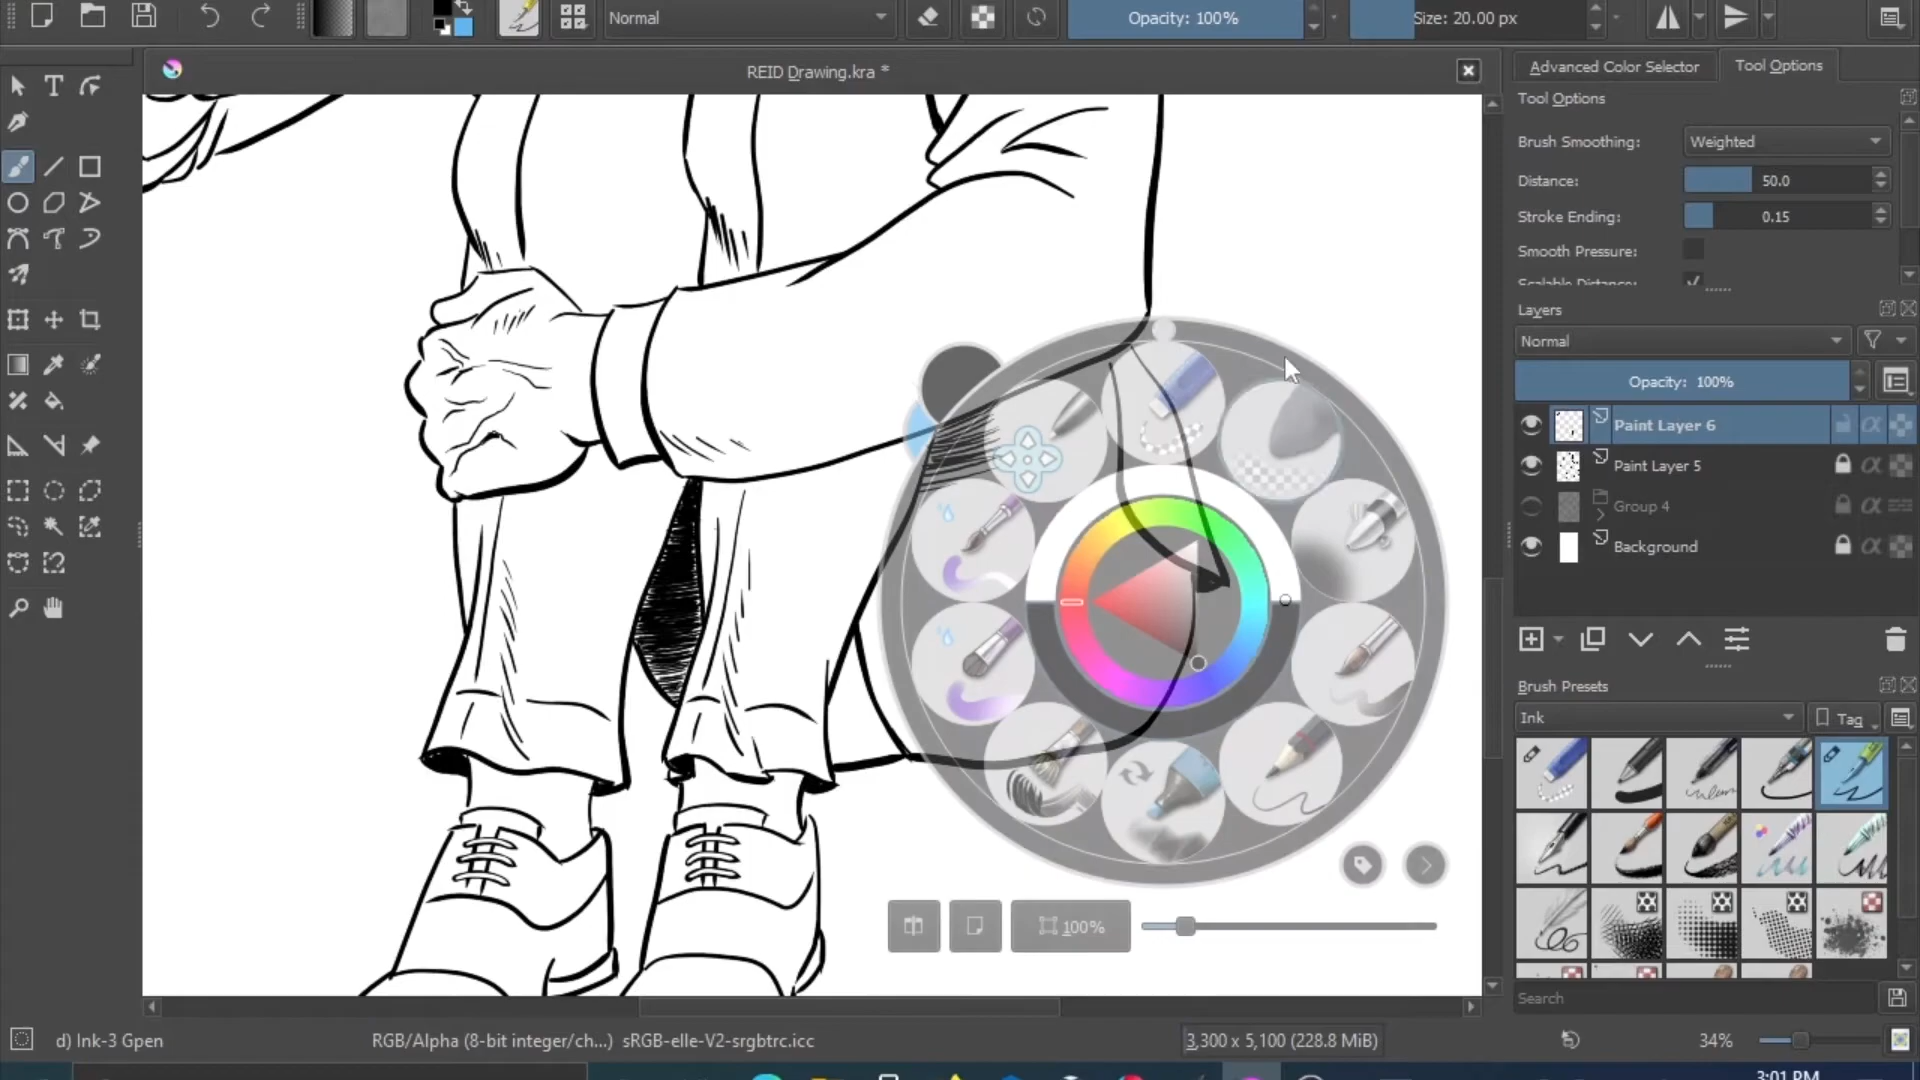 Normal
Opacity: 100%
Size: 20.00 px
REID Drawing.kra *
Advanced Color Selector
Tool Options
Tool Options
Brush Smoothing:
Weighted
Distance:
50.0
Stroke Ending:
0.15
Smooth Pressure:
Scalable Distance:
Layers
Normal
Opacity: 100%
Paint Layer 6
Paint Layer 5
Group 4
Background
Brush Presets
Ink
Tag
100%
Search
d) Ink-3 Gpen
RGB/Alpha (8-bit integer/ch...) sRGB-elle-V2-srgbtrc.icc
3,300 x 5,100 (228.8 MiB)
34%
3:01 PM